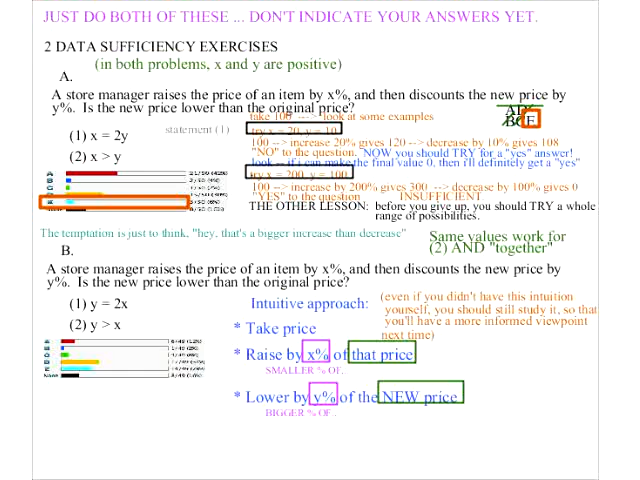 JUST DO BOTH OF THESE ... DON'T INDICATE YOUR ANSWERS YET.
2 DATA SUFFICIENCY EXERCISES
(in both problems, x and y are positive)
A.
A store manager raises the price of an item by x%, and then discounts the new price by
y%. Is the new price lower than the original price?
take 100 ---> look at some examples
AD
BCE
(1) x = 2y
statement (1)
try x = 20, y = 10
100 --> increase 20% gives 120 --> decrease by 10% gives 108
"NO" to the question. NOW you should TRY for a "yes" answer!
(2) x > y
look -- if i can make the final value 0, then i'll definitely get a "yes"
try x = 200, y = 100
100 --> increase by 200% gives 300 --> decrease by 100% gives 0
"YES" to the question INSUFFICIENT
THE OTHER LESSON: before you give up, you should TRY a whole
range of possibilities.
The temptation is just to think, "hey, that's a bigger increase than decrease"
Same values work for
(2) AND "together"
B.
A store manager raises the price of an item by x%, and then discounts the new price by
y%. Is the new price lower than the original price?
(1) y = 2x
(2) y > x
Intuitive approach:
(even if you didn't have this intuition
yourself, you should still study it, so that
you'll have a more informed viewpoint
next time)
* Take price
* Raise by x% of that price
SMALLER % OF.
* Lower by y% of the NEW price
BIGGER % OF.